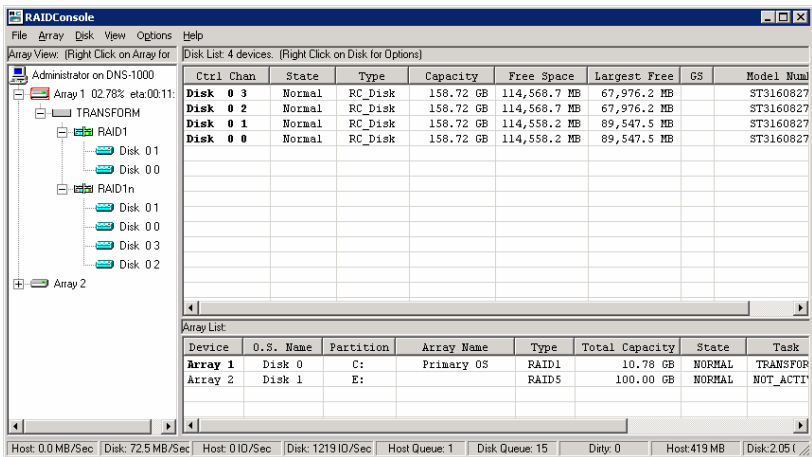 RAIDConsole
File Array Disk View Options Help
Array View: (Right Click on Array for
Disk List: 4 devices. (Right Click on Disk for Options)
Administrator on DNS-1000
Array 1 02.78% eta:00:11:
TRANSFORM
RAID1
Disk 0 1
Disk 0 0
RAID1n
Disk 0 1
Disk 0 0
Disk 0 3
Disk 0 2
Array 2
Ctrl Chan State Type Capacity Free Space Largest Free GS Model Num
Disk 0 3 Normal RC_Disk 158.72 GB 114,568.7 MB 67,976.2 MB ST3160827
Disk 0 2 Normal RC_Disk 158.72 GB 114,568.7 MB 67,976.2 MB ST3160827
Disk 0 1 Normal RC_Disk 158.72 GB 114,558.2 MB 89,547.5 MB ST3160827
Disk 0 0 Normal RC_Disk 158.72 GB 114,558.2 MB 89,547.5 MB ST3160827
Array List:
Device O.S. Name Partition Array Name Type Total Capacity State Task
Array 1 Disk 0 C: Primary OS RAID1 10.78 GB NORMAL TRANSFOR
Array 2 Disk 1 E: RAID5 100.00 GB NORMAL NOT_ACTI
Host: 0.0 MB/Sec Disk: 72.5 MB/Sec Host: 0 IO/Sec Disk: 1219 IO/Sec Host Queue: 1 Disk Queue: 15 Dirty: 0 Host:419 MB Disk:2.05 (